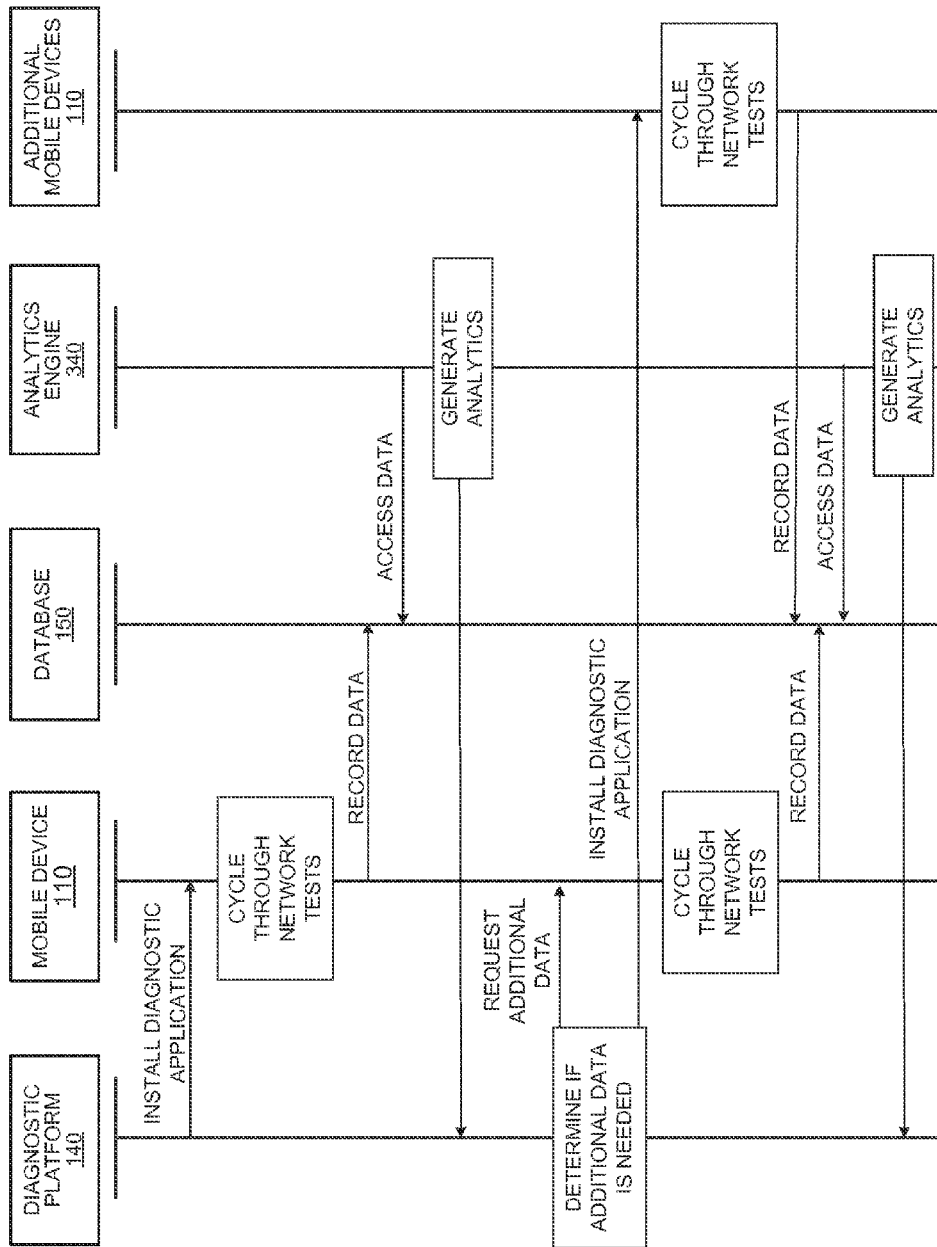 DIAGNOSTIC
PLATFORM
140
MOBILE DEVICE
110
DATABASE
150
ANALYTICS
ENGINE
340
ADDITIONAL
MOBILE DEVICES
110
INSTALL DIAGNOSTIC
APPLICATION
CYCLE
THROUGH
NETWORK
TESTS
RECORD DATA
ACCESS DATA
GENERATE
ANALYTICS
DETERMINE IF
ADDITIONAL DATA
IS NEEDED
REQUEST
ADDITIONAL
DATA
INSTALL DIAGNOSTIC
APPLICATION
CYCLE
THROUGH
NETWORK
TESTS
CYCLE
THROUGH
NETWORK
TESTS
RECORD DATA
RECORD DATA
ACCESS DATA
GENERATE
ANALYTICS